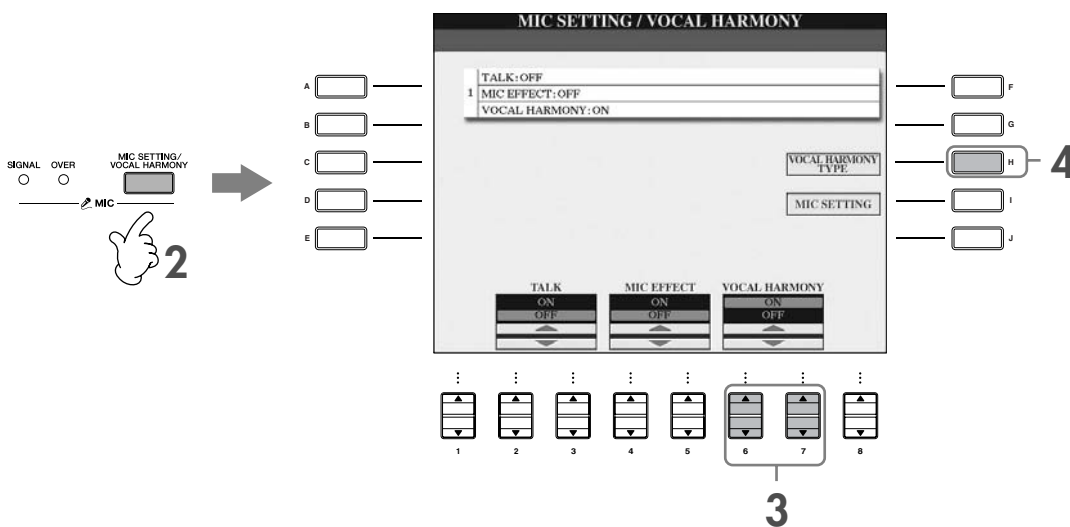 MIC SETTING / VOCAL HARMONY
TALK:OFF
1 MIC EFFECT:OFF
VOCAL HARMONY:ON
A
B
C
D
E
F
G
H
I
J
4
SIGNAL OVER
MIC SETTING/
VOCAL HARMONY
MIC
2
VOCAL HARMONY
TYPE
MIC SETTING
TALK MIC EFFECT VOCAL HARMONY
ON ON ON
OFF OFF OFF
1 2 3 4 5 6 7 8
3